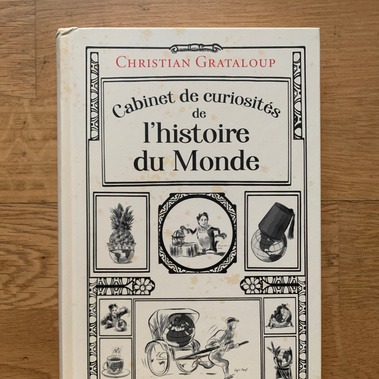 CHRISTIAN GRATALOUP
Cabinet de curiosités
de
l'histoire
du Monde